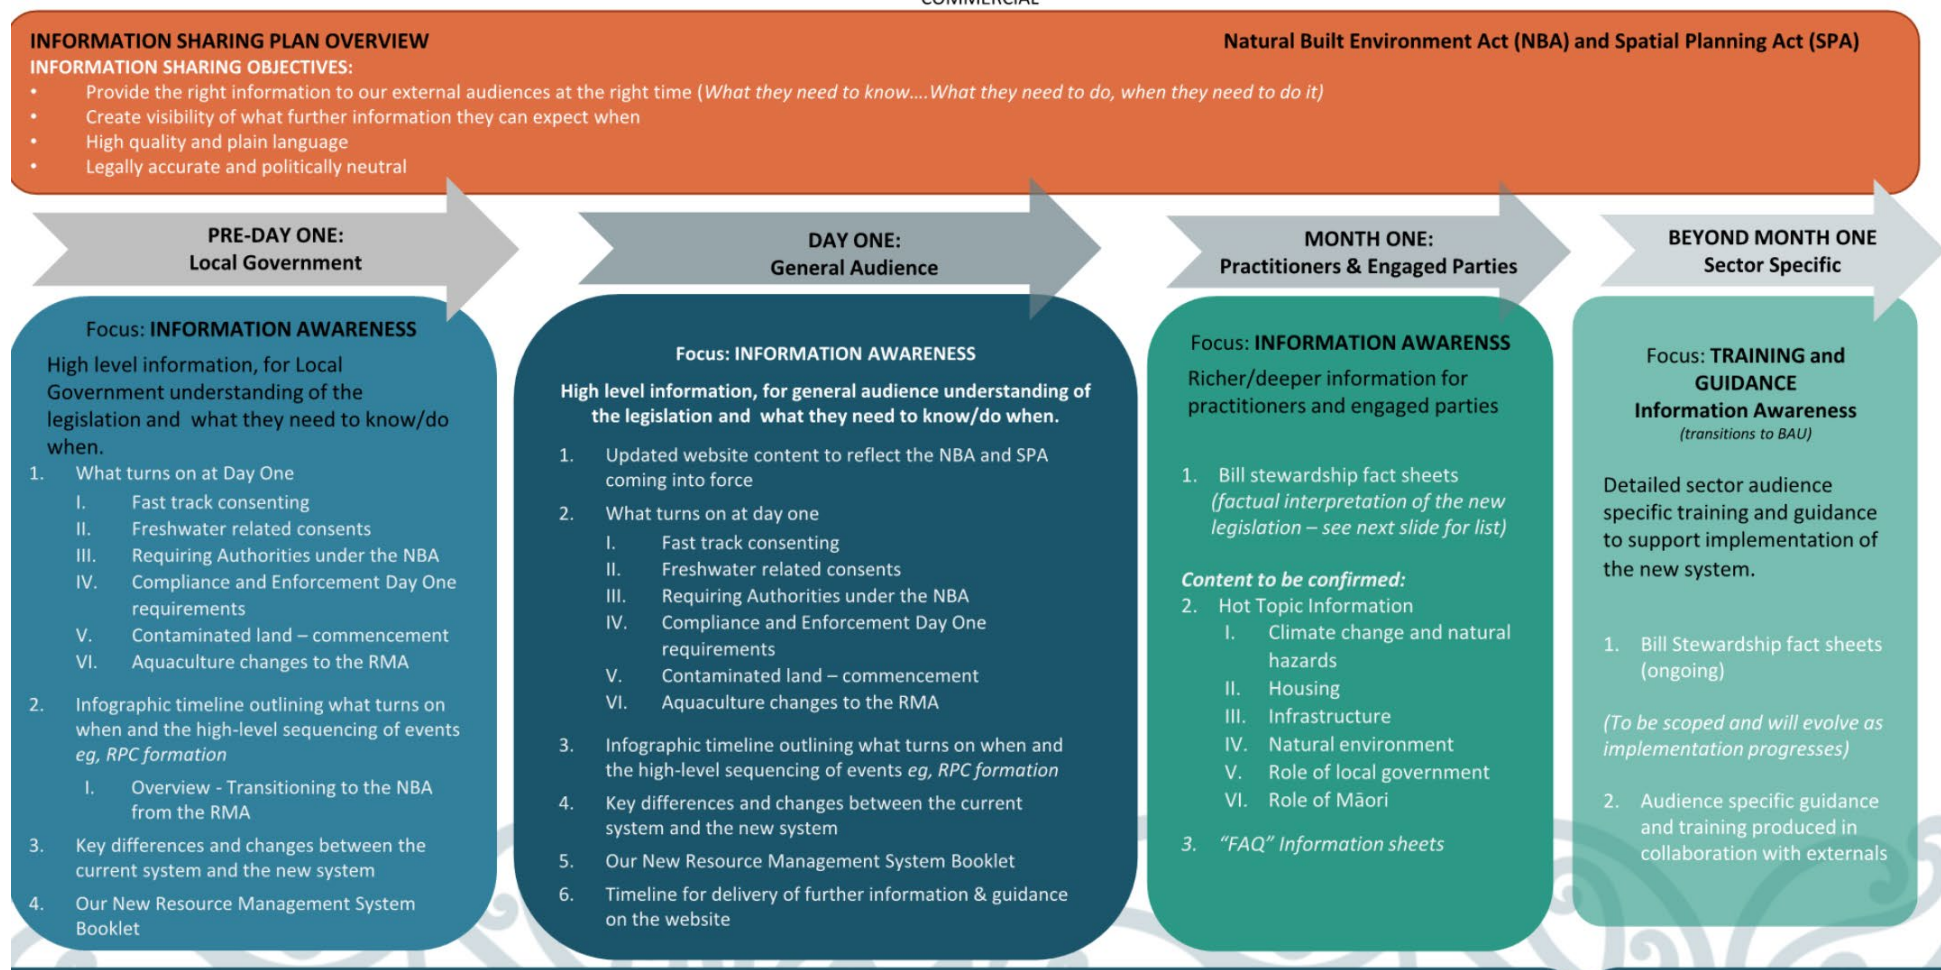 COMMERCIAL
INFORMATION SHARING PLAN OVERVIEW
Natural Built Environment Act (NBA) and Spatial Planning Act (SPA)
INFORMATION SHARING OBJECTIVES:
• Provide the right information to our external audiences at the right time (What they need to know....What they need to do, when they need to do it)
• Create visibility of what further information they can expect when
• High quality and plain language
• Legally accurate and politically neutral
PRE-DAY ONE:
Local Government
Focus: INFORMATION AWARENESS
High level information, for Local
Government understanding of the
legislation and what they need to know/do
when.
1. What turns on at Day One
I. Fast track consenting
II. Freshwater related consents
III. Requiring Authorities under the NBA
IV. Compliance and Enforcement Day One
requirements
V. Contaminated land – commencement
VI. Aquaculture changes to the RMA
2. Infographic timeline outlining what turns on
when and the high-level sequencing of events
eg, RPC formation
I. Overview - Transitioning to the NBA
from the RMA
3. Key differences and changes between the
current system and the new system
4. Our New Resource Management System
Booklet
DAY ONE:
General Audience
Focus: INFORMATION AWARENESS
High level information, for general audience understanding of
the legislation and what they need to know/do when.
1. Updated website content to reflect the NBA and SPA
coming into force
2. What turns on at day one
I. Fast track consenting
II. Freshwater related consents
III. Requiring Authorities under the NBA
IV. Compliance and Enforcement Day One
requirements
V. Contaminated land – commencement
VI. Aquaculture changes to the RMA
3. Infographic timeline outlining what turns on when and
the high-level sequencing of events eg, RPC formation
4. Key differences and changes between the current
system and the new system
5. Our New Resource Management System Booklet
6. Timeline for delivery of further information & guidance
on the website
MONTH ONE:
Practitioners & Engaged Parties
Focus: INFORMATION AWARENSS
Richer/deeper information for
practitioners and engaged parties
1. Bill stewardship fact sheets
(factual interpretation of the new
legislation – see next slide for list)
Content to be confirmed:
2. Hot Topic Information
I. Climate change and natural
hazards
II. Housing
III. Infrastructure
IV. Natural environment
V. Role of local government
VI. Role of Māori
3. “FAQ” Information sheets
BEYOND MONTH ONE
Sector Specific
Focus: TRAINING and
GUIDANCE
Information Awareness
(transitions to BAU)
Detailed sector audience
specific training and guidance
to support implementation of
the new system.
1. Bill Stewardship fact sheets
(ongoing)
(To be scoped and will evolve as
implementation progresses)
2. Audience specific guidance
and training produced in
collaboration with externals